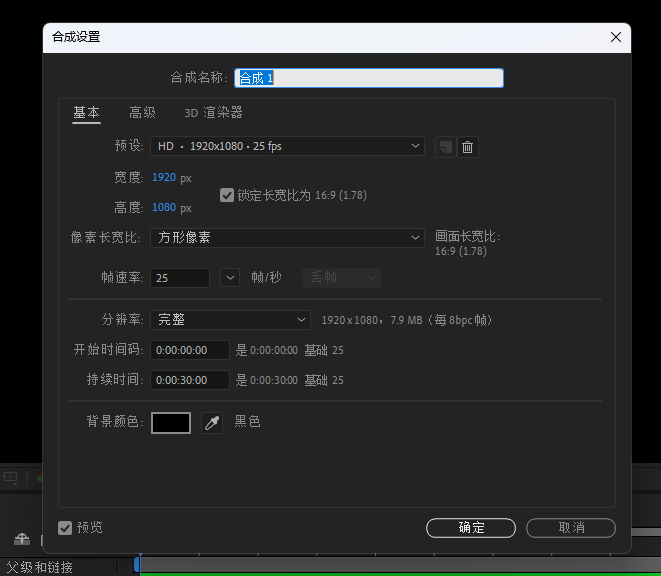 合成设置
合成名称: 合成 1
基本 高级 3D 渲染器
预设: HD • 1920x1080 • 25 fps
宽度: 1920 px
锁定长宽比为 16:9 (1.78)
高度: 1080 px
像素长宽比: 方形像素 画面长宽比:
16:9 (1.78)
帧速率: 25 帧/秒 丢帧
分辨率: 完整 1920 x 1080，7.9 MB（每 8bpc 帧）
开始时间码: 0:00:00:00 是 0:00:00:00 基础 25
持续时间: 0:00:30:00 是 0:00:30:00 基础 25
背景颜色: 黑色
预览 确定 取消
父级和链接